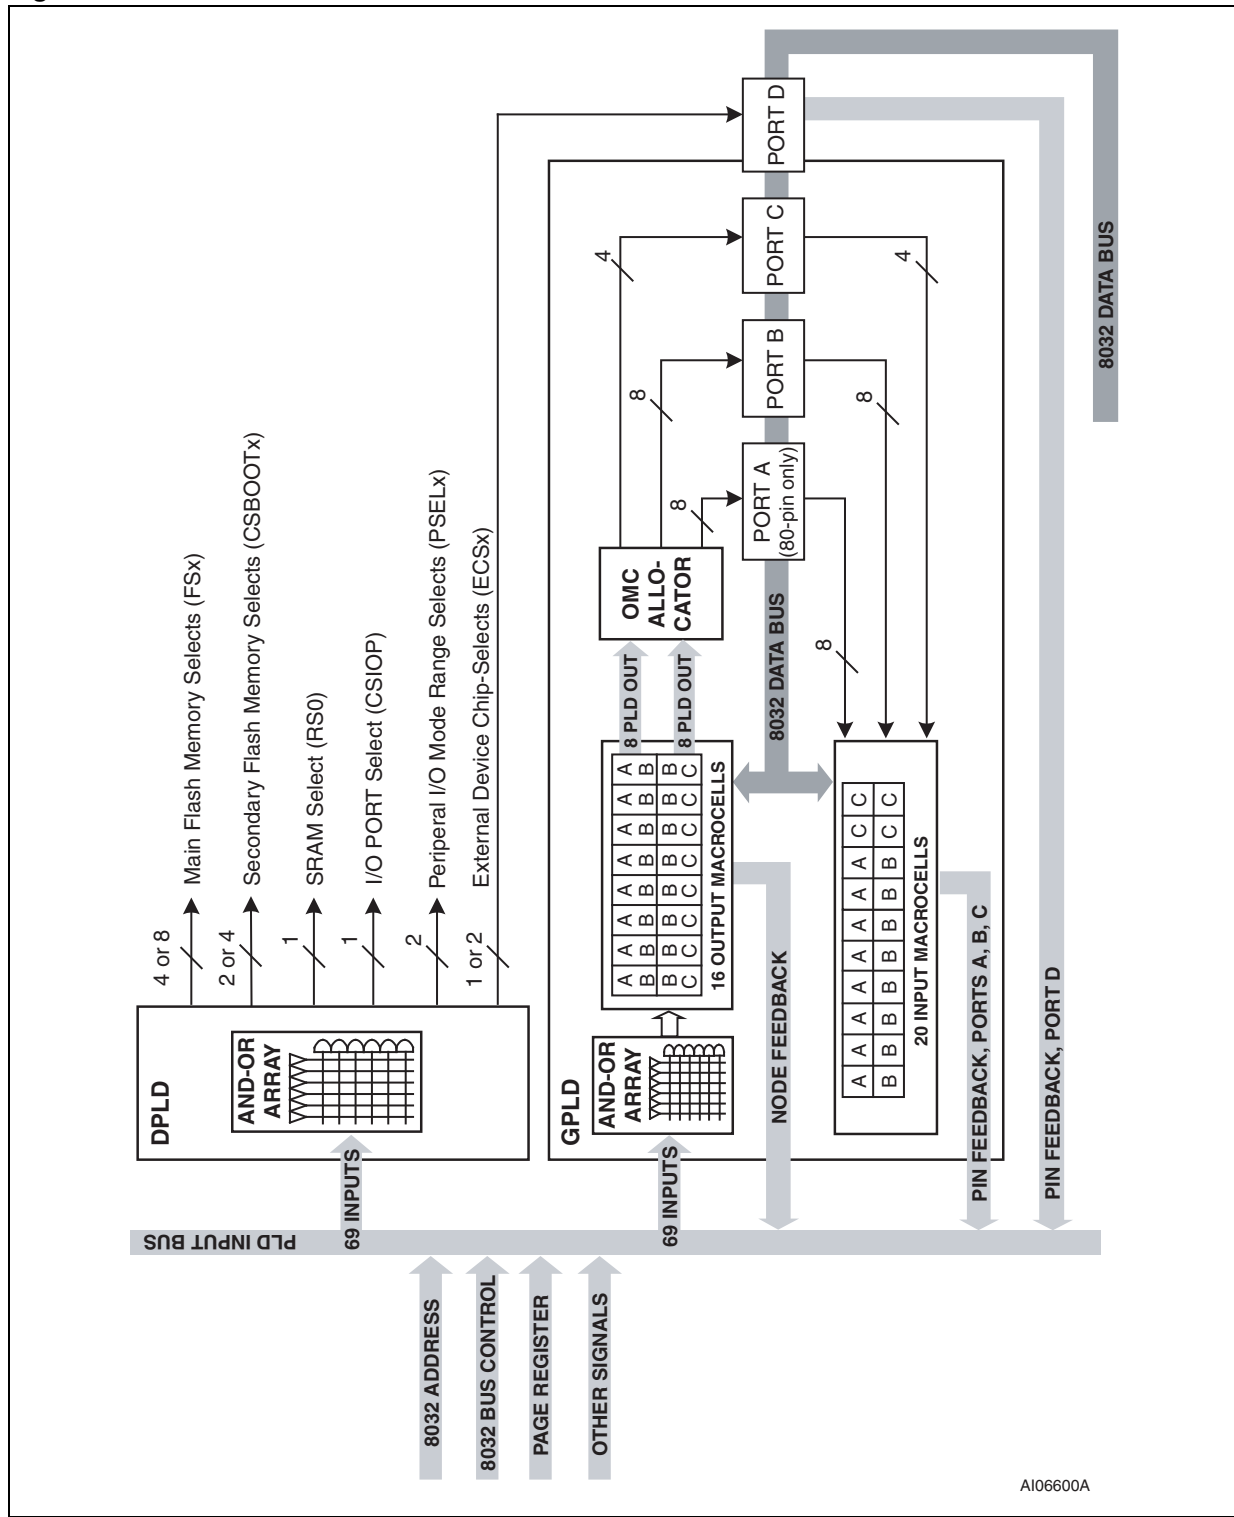 8032 ADDRESS
8032 BUS CONTROL
PAGE REGISTER
OTHER SIGNALS
PLD INPUT BUS
69 INPUTS
69 INPUTS
DPLD
AND-OR
ARRAY
4 or 8
Main Flash Memory Selects (FSx)
2 or 4
Secondary Flash Memory Selects (CSBOOTx)
1
SRAM Select (RS0)
1
I/O PORT Select (CSIOP)
2
Periperal I/O Mode Range Selects (PSELx)
1 or 2
External Device Chip-Selects (ECSx)
GPLD
AND-OR
ARRAY
A A A A A A A A
B B B B B B B B
B B B B B B B B
C C C C C C C C
16 OUTPUT MACROCELLS
8 PLD OUT
8 PLD OUT
OMC
ALLO-
CATOR
8
8
4
PORT A
(80-pin only)
PORT B
PORT C
PORT D
8032 DATA BUS
8
8
4
A A A A A A A A C C
B B B B B B B B C C
20 INPUT MACROCELLS
NODE FEEDBACK
PIN FEEDBACK, PORTS A, B, C
PIN FEEDBACK, PORT D
8032 DATA BUS
AI06600A